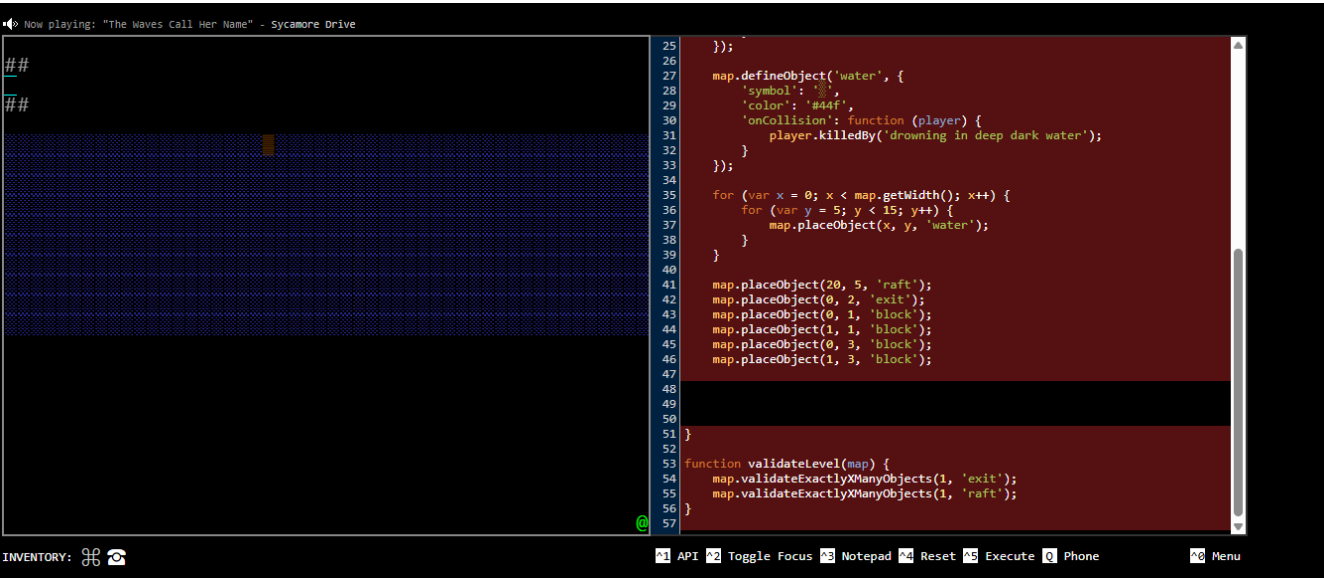 Now playing: "The Waves Call Her Name" - Sycamore Drive
##
##
@
25 });
26
27 map.defineObject('water', {
28 'symbol': '░',
29 'color': '#44f',
30 'onCollision': function (player) {
31 player.killedBy('drowning in deep dark water');
32 }
33 });
34
35 for (var x = 0; x < map.getWidth(); x++) {
36 for (var y = 5; y < 15; y++) {
37 map.placeObject(x, y, 'water');
38 }
39 }
40
41 map.placeObject(20, 5, 'raft');
42 map.placeObject(0, 2, 'exit');
43 map.placeObject(0, 1, 'block');
44 map.placeObject(1, 1, 'block');
45 map.placeObject(0, 3, 'block');
46 map.placeObject(1, 3, 'block');
47
48
49
50
51 }
52
53 function validateLevel(map) {
54 map.validateExactlyXManyObjects(1, 'exit');
55 map.validateExactlyXManyObjects(1, 'raft');
56 }
57
INVENTORY: ⌘ ☎
^1 API ^2 Toggle Focus ^3 Notepad ^4 Reset ^5 Execute Q Phone ^0 Menu